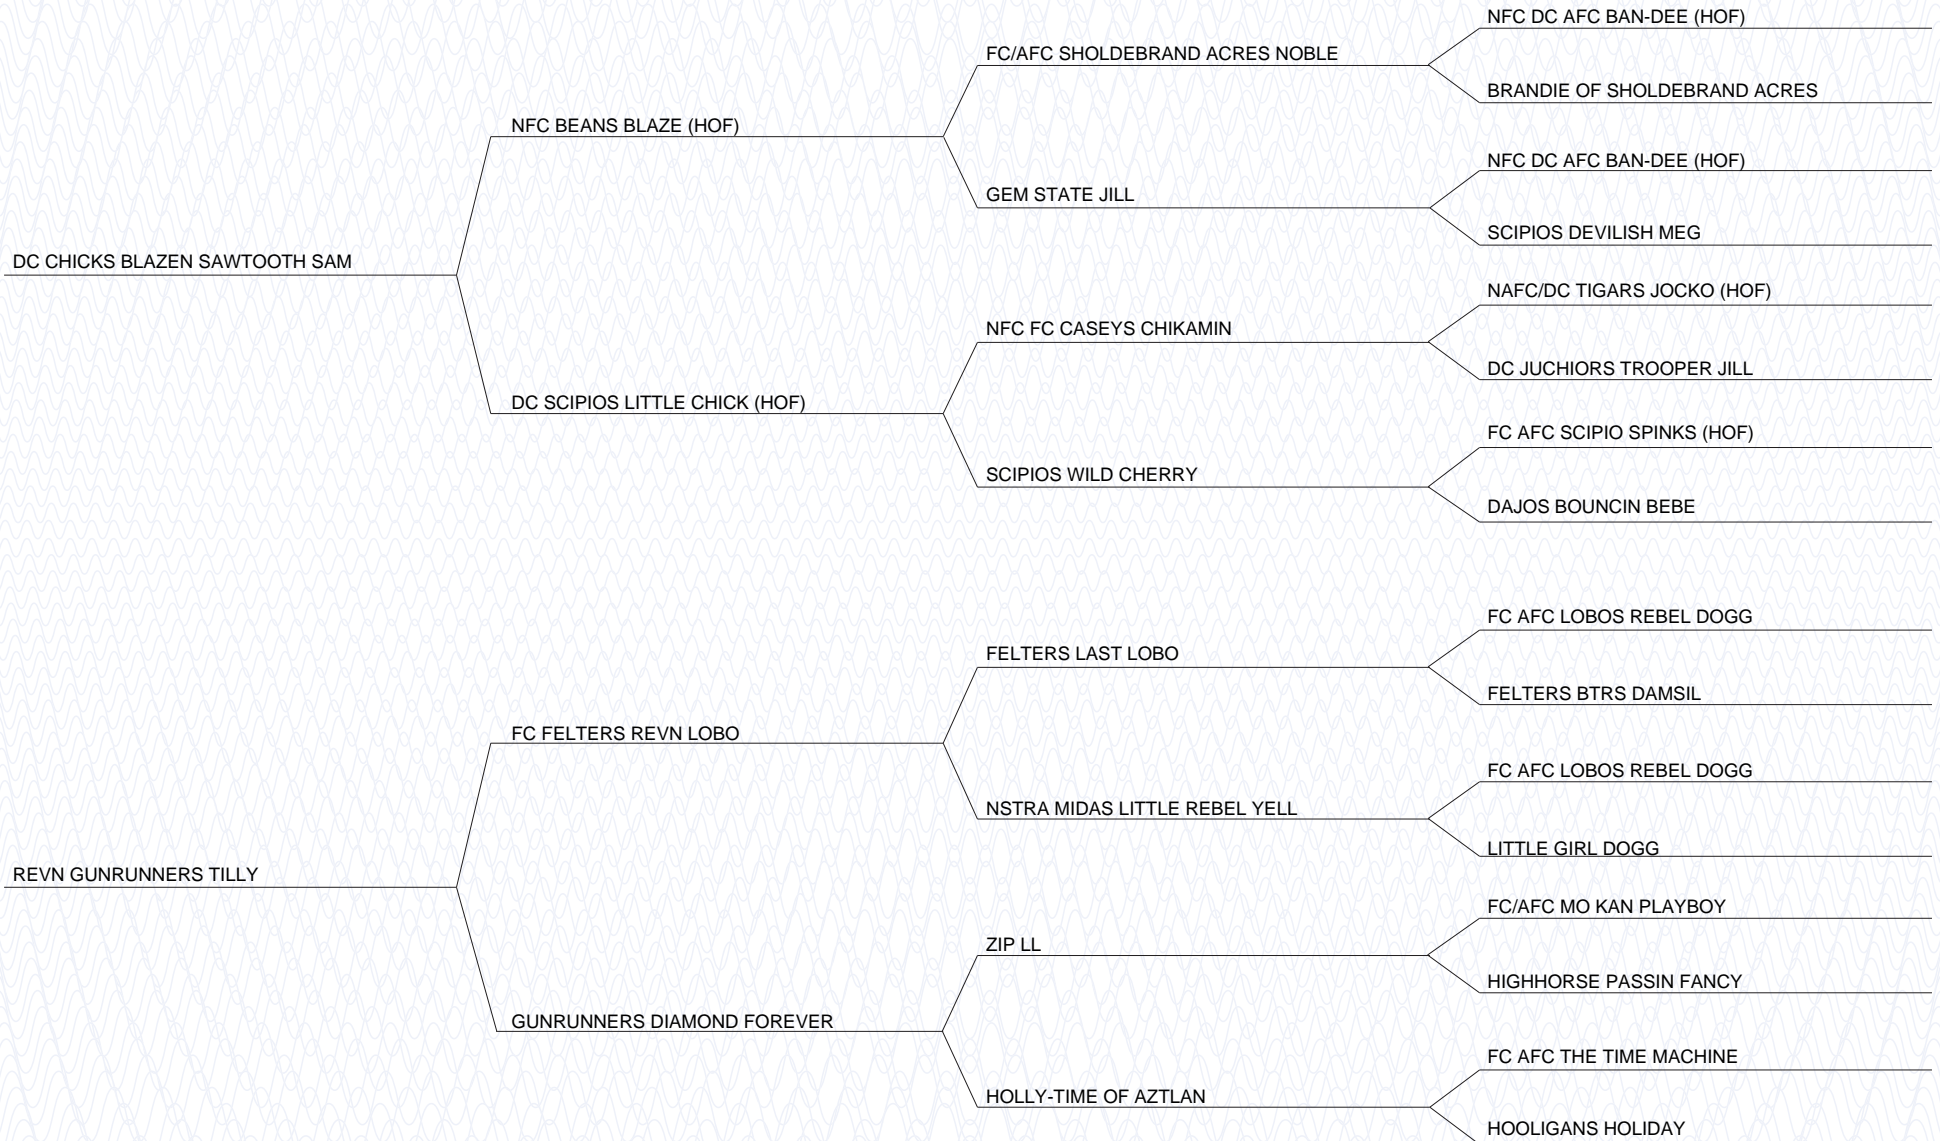 NFC DC AFC BAN-DEE (HOF)
FC/AFC SHOLDEBRAND ACRES NOBLE
BRANDIE OF SHOLDEBRAND ACRES
NFC BEANS BLAZE (HOF)
NFC DC AFC BAN-DEE (HOF)
GEM STATE JILL
SCIPIOS DEVILISH MEG
DC CHICKS BLAZEN SAWTOOTH SAM
NAFC/DC TIGARS JOCKO (HOF)
NFC FC CASEYS CHIKAMIN
DC JUCHIORS TROOPER JILL
DC SCIPIOS LITTLE CHICK (HOF)
FC AFC SCIPIO SPINKS (HOF)
SCIPIOS WILD CHERRY
DAJOS BOUNCIN BEBE
FC AFC LOBOS REBEL DOGG
FELTERS LAST LOBO
FELTERS BTRS DAMSIL
FC FELTERS REVN LOBO
FC AFC LOBOS REBEL DOGG
NSTRA MIDAS LITTLE REBEL YELL
LITTLE GIRL DOGG
REVN GUNRUNNERS TILLY
FC/AFC MO KAN PLAYBOY
ZIP LL
HIGHHORSE PASSIN FANCY
GUNRUNNERS DIAMOND FOREVER
FC AFC THE TIME MACHINE
HOLLY-TIME OF AZTLAN
HOOLIGANS HOLIDAY